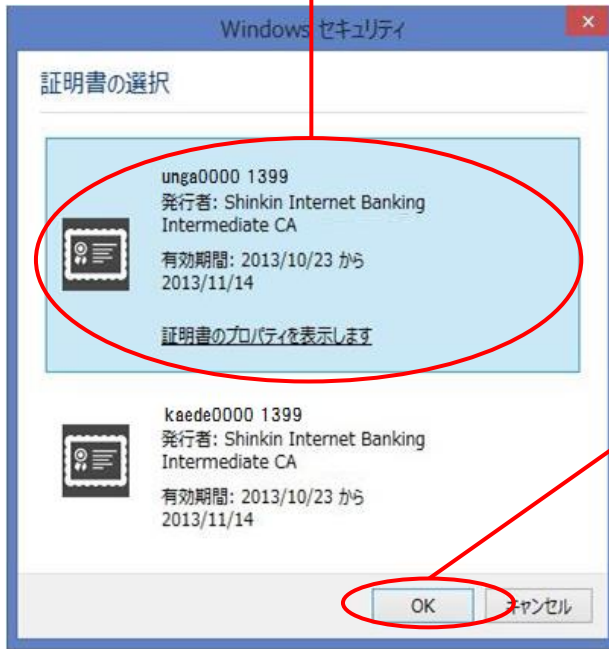 Windows セキュリティ
証明書の選択
unga0000 1399
発行者: Shinkin Internet Banking
Intermediate CA
有効期間: 2013/10/23 から
2013/11/14
証明書のプロパティを表示します
kaede0000 1399
発行者: Shinkin Internet Banking
Intermediate CA
有効期間: 2013/10/23 から
2013/11/14
OK
キャンセル